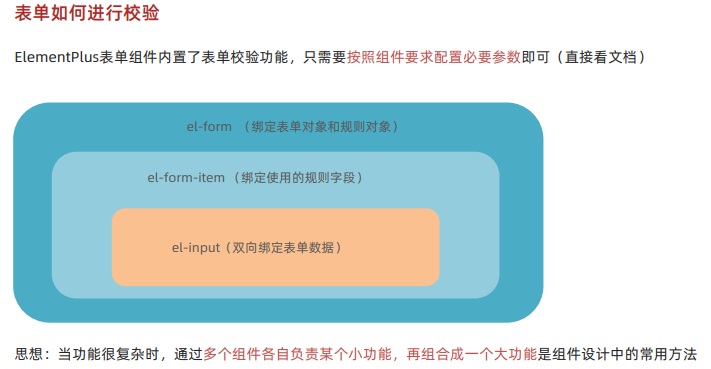 表单如何进行校验
ElementPlus表单组件内置了表单校验功能，只需要按照组件要求配置必要参数即可（直接看文档）
el-form （绑定表单对象和规则对象）
el-form-item（绑定使用的规则字段）
el-input（双向绑定表单数据）
思想：当功能很复杂时，通过多个组件各自负责某个小功能，再组合成一个大功能是组件设计中的常用方法